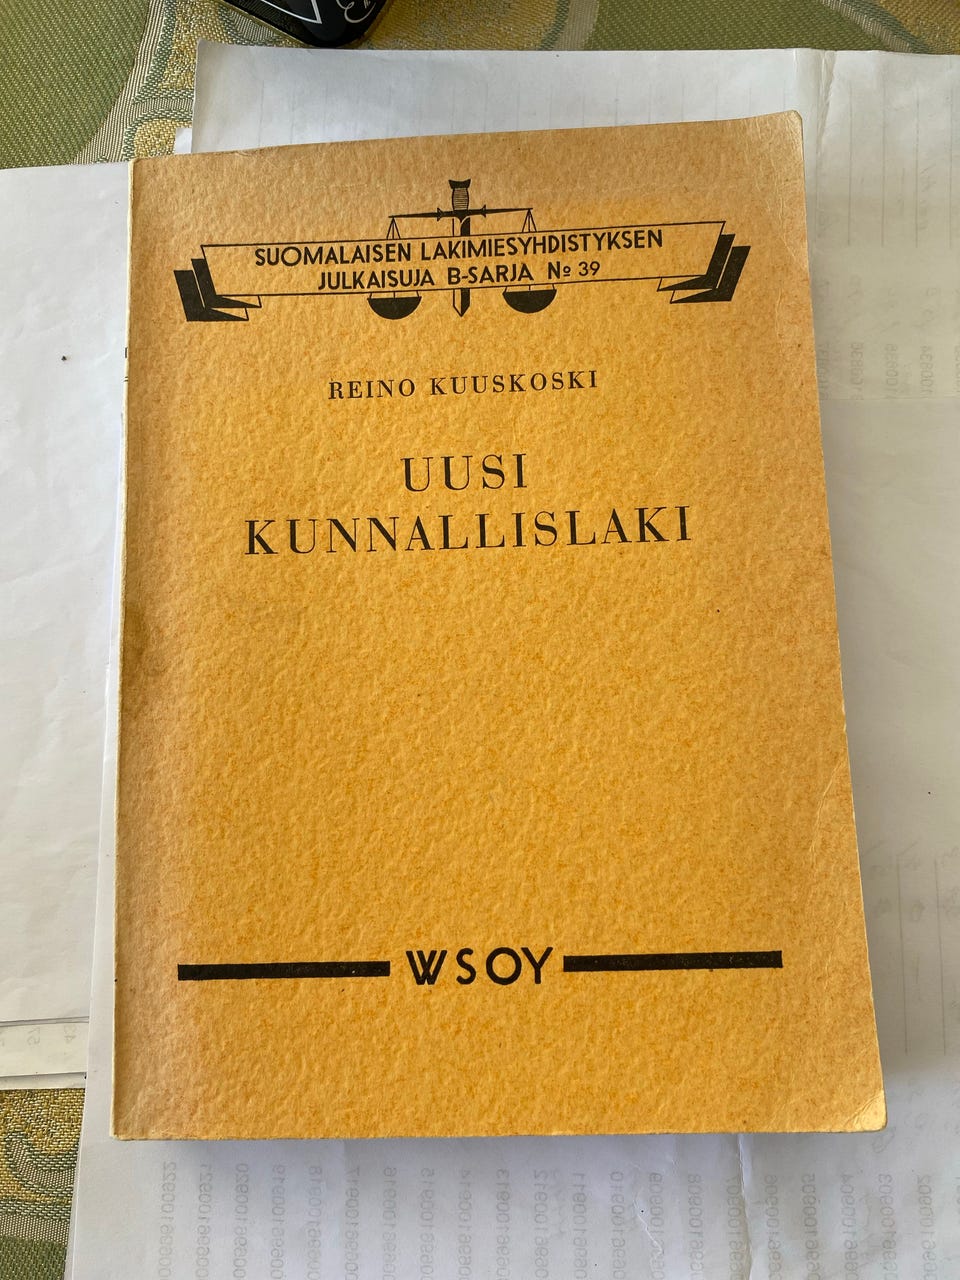 SUOMALAISEN LAKIMIESYHDISTYKSEN
JULKAISUJA B-SARJA No 39
REINO KUUSKOSKI
UUSI
KUNNALLISLAKI
WSOY